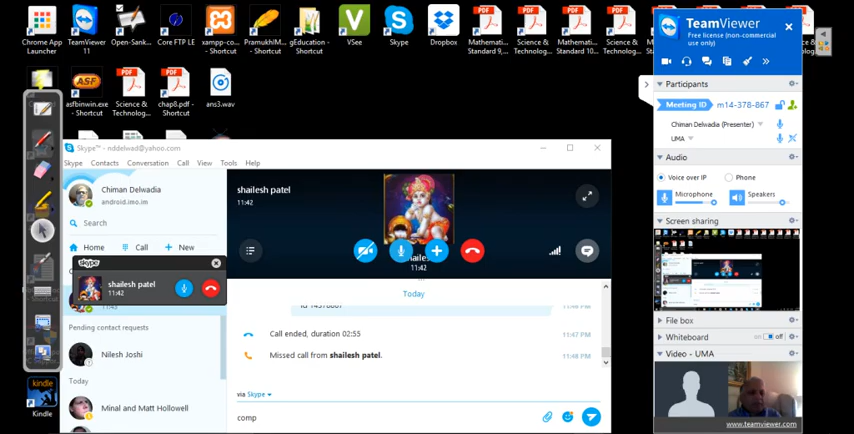 Chrome App
Launcher
TeamViewer
11
Open-Sank...
- Shortcut
Core FTP LE
xampp-co...
- Shortcut
PramukhIM...
- Shortcut
gEducation -
Shortcut
VSee
Skype
Dropbox
Mathemati...
Standard 9,...
Science &
Technology...
Mathemati...
Standard 10...
Science &
Technolog...
asfbinwin.exe
- Shortcut
Science &
Technolog...
chap8.pdf -
Shortcut
ans3.wav
Kindle
kindle
Skype™ - nddelwad@yahoo.com
Skype Contacts Conversation Call View Tools Help
Chiman Delwadia
android.imo.im
Search
Home Call New
skype
shailesh patel
11:42
Pending contact requests
Nilesh Joshi
Today
Minal and Matt Hollowell
shailesh patel
11:42
11:42
Today
Call ended, duration 02:55 11:47 PM
Missed call from shailesh patel. 11:48 PM
via Skype
comp
TeamViewer
Free license (non-commercial
use only)
Participants
Meeting ID m14-378-867
Chiman Delwadia (Presenter)
UMA
Audio
Voice over IP Phone
Microphone Speakers
Screen sharing
File box
Whiteboard on off
Video - UMA
www.teamviewer.com